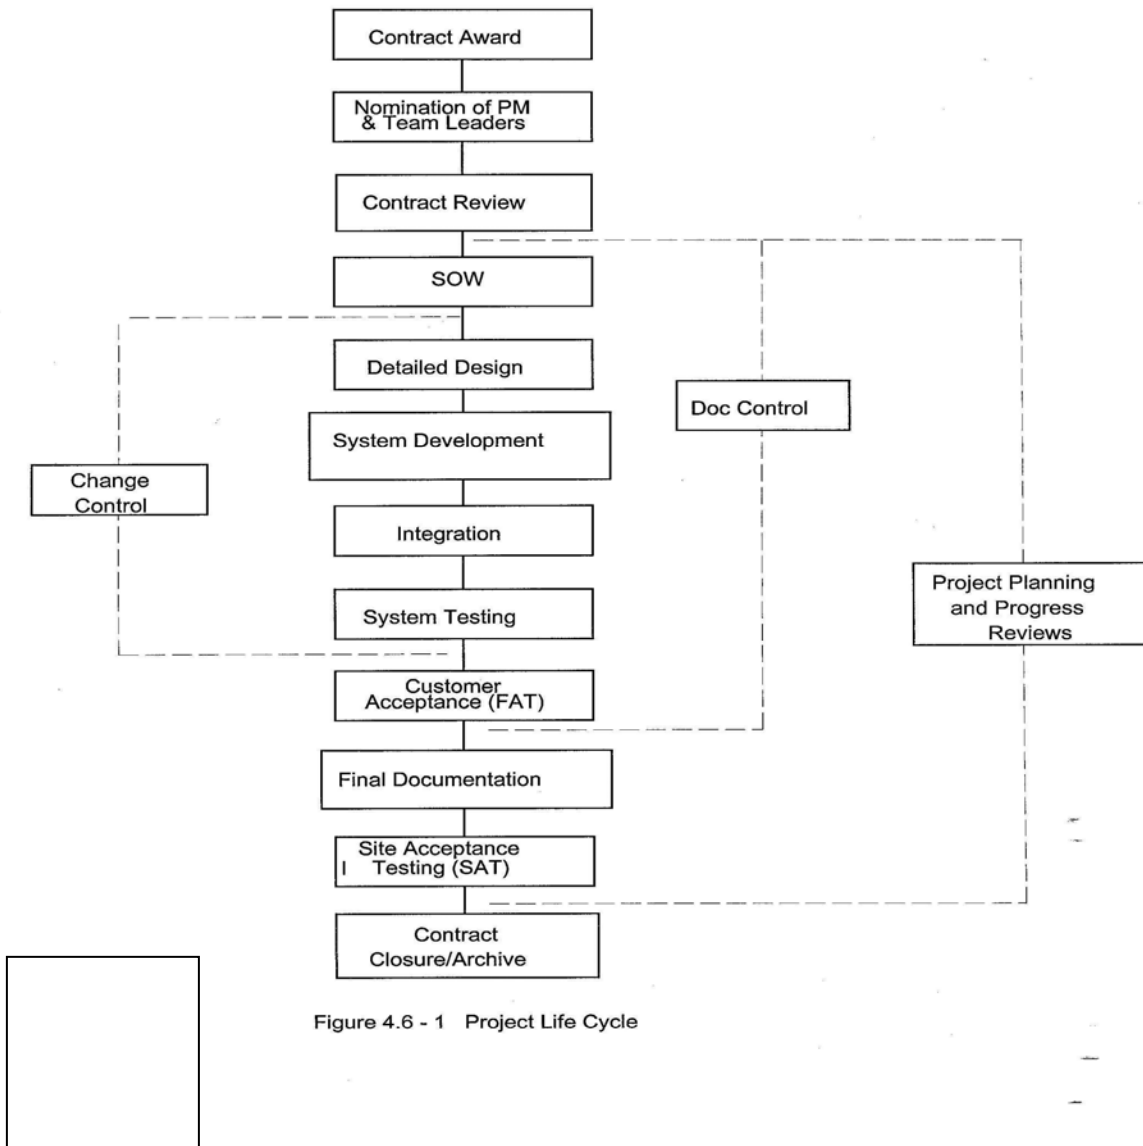 Contract Award
Nomination of PM
& Team Leaders
Contract Review
SOW
Detailed Design
Doc Control
System Development
Change
Control
Integration
Project Planning
and Progress
Reviews
System Testing
Customer
Acceptance (FAT)
Final Documentation
Site Acceptance
Testing (SAT)
Contract
Closure/Archive
Figure 4.6 - 1 Project Life Cycle